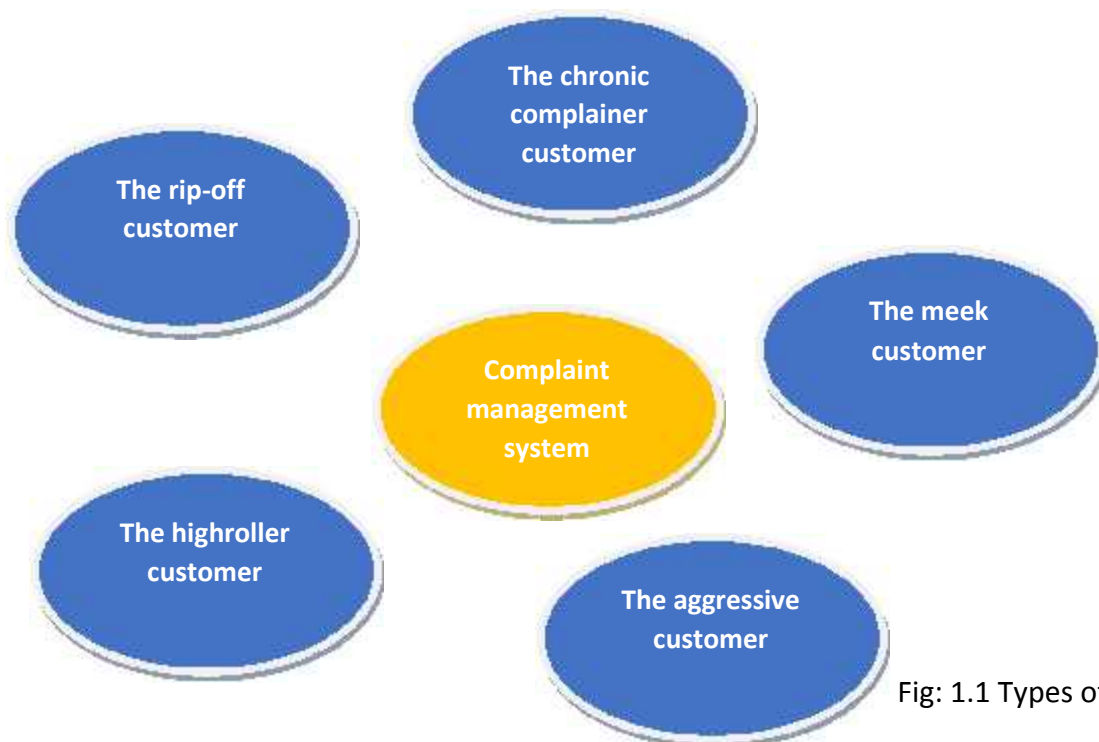 The chronic
complainer
customer
The rip-off
customer
The meek
customer
Complaint
management
system
The highroller
customer
The aggressive
customer
Fig: 1.1 Types of